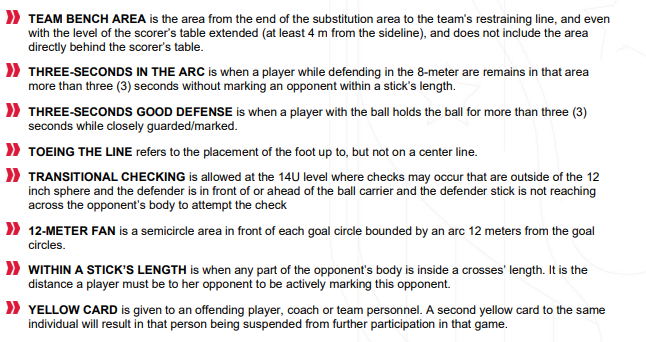 TEAM BENCH AREA is the area from the end of the substitution area to the team's restraining line, and even
with the level of the scorer's table extended (at least 4 m from the sideline), and does not include the area
directly behind the scorer's table.
THREE-SECONDS IN THE ARC is when a player while defending in the 8-meter are remains in that area
more than three (3) seconds without marking an opponent within a stick's length.
THREE-SECONDS GOOD DEFENSE is when a player with the ball holds the ball for more than three (3)
seconds while closely guarded/marked.
TOEING THE LINE refers to the placement of the foot up to, but not on a center line.
TRANSITIONAL CHECKING is allowed at the 14U level where checks may occur that are outside of the 12
inch sphere and the defender is in front of or ahead of the ball carrier and the defender stick is not reaching
across the opponent's body to attempt the check
12-METER FAN is a semicircle area in front of each goal circle bounded by an arc 12 meters from the goal
circles.
WITHIN A STICK'S LENGTH is when any part of the opponent's body is inside a crosses' length. It is the
distance a player must be to her opponent to be actively marking this opponent.
YELLOW CARD is given to an offending player, coach or team personnel. A second yellow card to the same
individual will result in that person being suspended from further participation in that game.